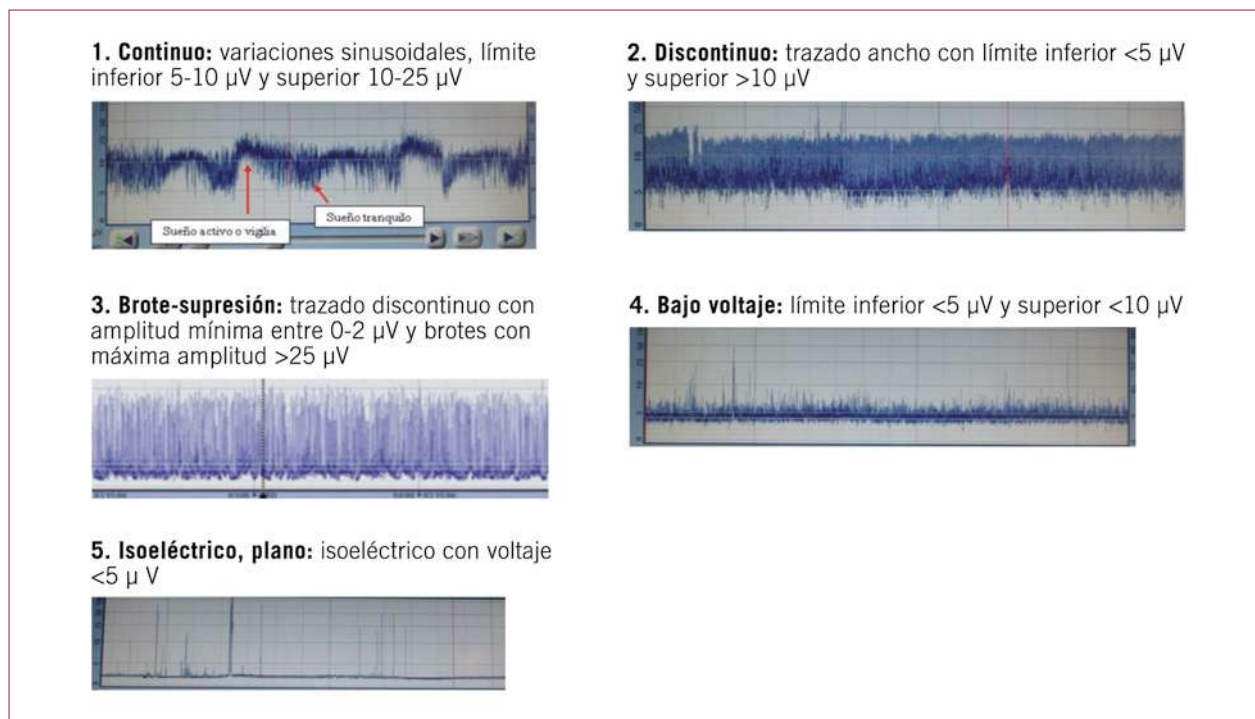 1. Continuo: variaciones sinusoidales, límite
inferior 5-10 µV y superior 10-25 µV
Sueño activo o vigilia
Sueño tranquilo
2. Discontinuo: trazado ancho con límite inferior <5 µV
y superior >10 µV
3. Brote-supresión: trazado discontinuo con
amplitud mínima entre 0-2 µV y brotes con
máxima amplitud >25 µV
4. Bajo voltaje: límite inferior <5 µV y superior <10 µV
5. Isoeléctrico, plano: isoeléctrico con voltaje
<5 µ V